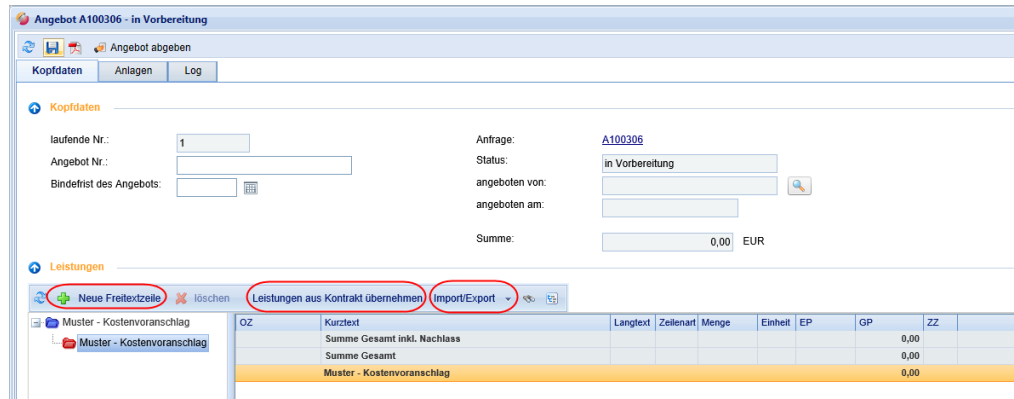 Angebot A100306 - in Vorbereitung
Angebot abgeben
Kopfdaten Anlagen Log
Kopfdaten
laufende Nr.: 1 Anfrage: A100306
Angebot Nr.: Status: in Vorbereitung
Bindefrist des Angebots: angeboten von:
angeboten am:
Summe: 0,00 EUR
Leistungen
Neue Freitextzeile löschen Leistungen aus Kontrakt übernehmen Import/Export
Muster - Kostenvoranschlag OZ Kurztext Langtext Zeilenart Menge Einheit EP GP ZZ
Muster - Kostenvoranschlag Summe Gesamt inkl. Nachlass 0,00
Summe Gesamt 0,00
Muster - Kostenvoranschlag 0,00